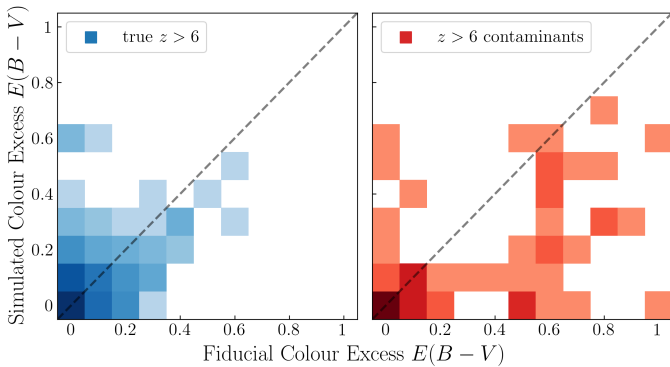 true z > 6
z > 6 contaminants
Simulated Colour Excess E(B − V)
1
0.8
0.6
0.4
0.2
0
0 0.2 0.4 0.6 0.8 1
0 0.2 0.4 0.6 0.8 1
Fiducial Colour Excess E(B − V)